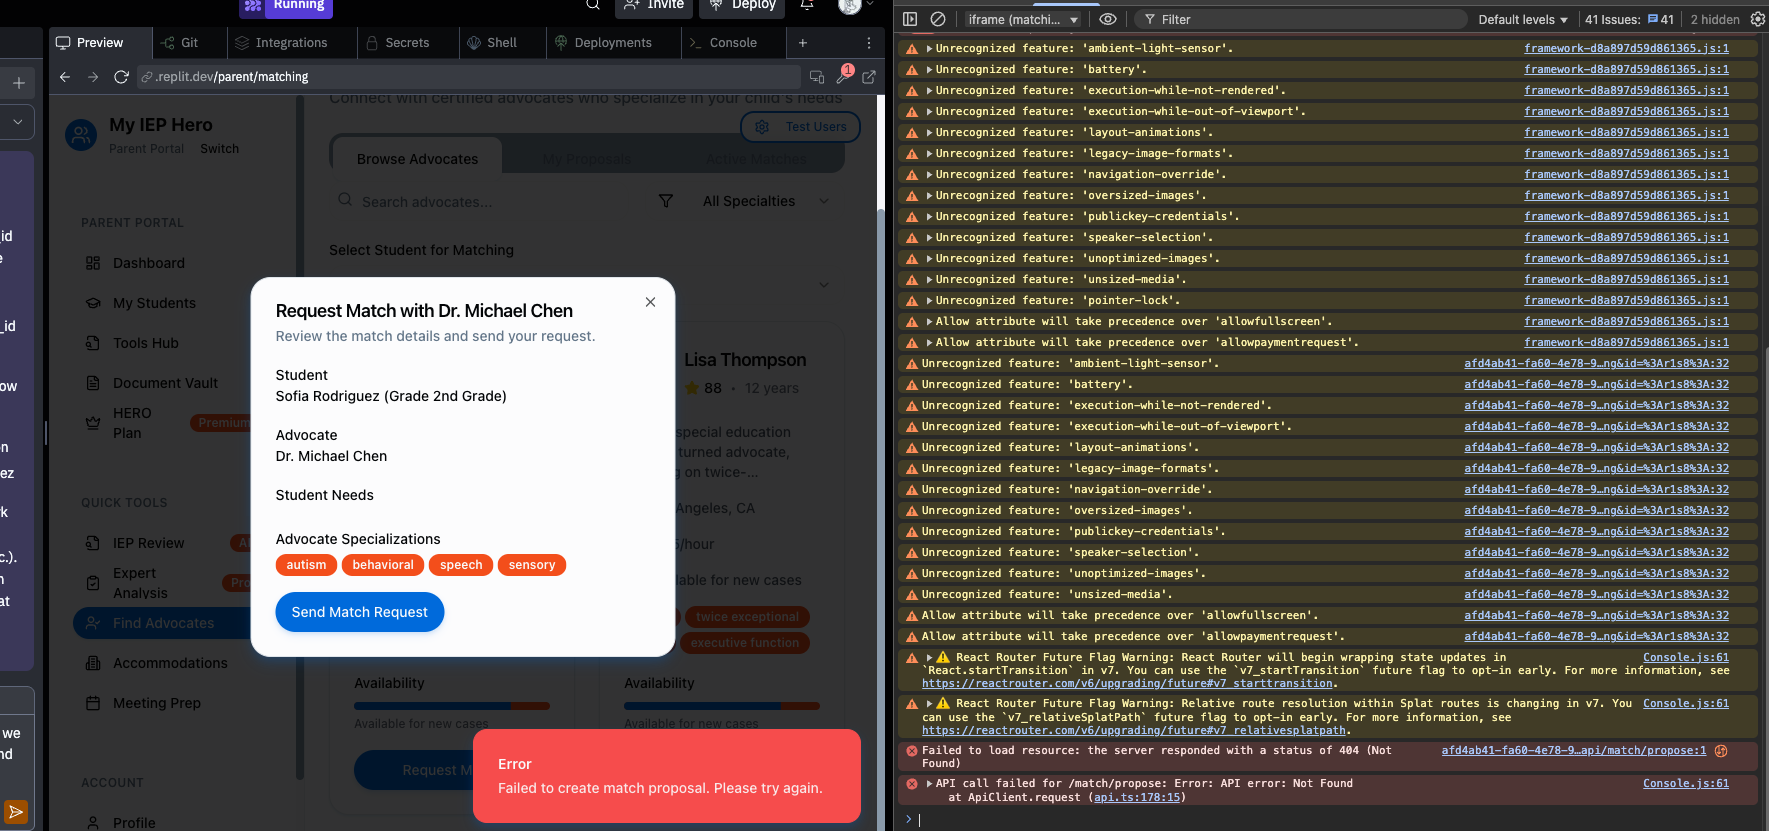 Running
Invite
Deploy
Preview
Git
Integrations
Secrets
Shell
Deployments
Console
.replit.dev/parent/matching
1
_id
e
_id
ow
n
ez
k
c.).
n
at
we
nd
My IEP Hero
Parent Portal
Switch
PARENT PORTAL
Dashboard
My Students
Tools Hub
Document Vault
HERO
Plan
Premium
QUICK TOOLS
IEP Review
Expert
Analysis
Find Advocates
Accommodations
Meeting Prep
ACCOUNT
Profile
Connect with certified advocates who specialize in your child's needs
Test Users
Browse Advocates
My Proposals
Active Matches
Search advocates...
All Specialties
Select Student for Matching
Lisa Thompson
88 • 12 years
special education
turned advocate,
on twice-...
Angeles, CA
/hour
able for new cases
twice exceptional
executive function
Request Match with Dr. Michael Chen
Review the match details and send your request.
Student
Sofia Rodriguez (Grade 2nd Grade)
Advocate
Dr. Michael Chen
Student Needs
Advocate Specializations
autism
behavioral
speech
sensory
Send Match Request
Availability
Available for new cases
Availability
Available for new cases
Request M
Error
Failed to create match proposal. Please try again.
iframe (matchi...
Filter
Default levels
41 Issues:
41
2 hidden
Unrecognized feature: 'ambient-light-sensor'. framework-d8a897d59d861365.js:1
Unrecognized feature: 'battery'. framework-d8a897d59d861365.js:1
Unrecognized feature: 'execution-while-not-rendered'. framework-d8a897d59d861365.js:1
Unrecognized feature: 'execution-while-out-of-viewport'. framework-d8a897d59d861365.js:1
Unrecognized feature: 'layout-animations'. framework-d8a897d59d861365.js:1
Unrecognized feature: 'legacy-image-formats'. framework-d8a897d59d861365.js:1
Unrecognized feature: 'navigation-override'. framework-d8a897d59d861365.js:1
Unrecognized feature: 'oversized-images'. framework-d8a897d59d861365.js:1
Unrecognized feature: 'publickey-credentials'. framework-d8a897d59d861365.js:1
Unrecognized feature: 'speaker-selection'. framework-d8a897d59d861365.js:1
Unrecognized feature: 'unoptimized-images'. framework-d8a897d59d861365.js:1
Unrecognized feature: 'unsized-media'. framework-d8a897d59d861365.js:1
Unrecognized feature: 'pointer-lock'. framework-d8a897d59d861365.js:1
Allow attribute will take precedence over 'allowfullscreen'. framework-d8a897d59d861365.js:1
Allow attribute will take precedence over 'allowpaymentrequest'. framework-d8a897d59d861365.js:1
Unrecognized feature: 'ambient-light-sensor'. afd4ab41-fa60-4e78-9…ng&id=%3Ar1s8%3A:32
Unrecognized feature: 'battery'. afd4ab41-fa60-4e78-9…ng&id=%3Ar1s8%3A:32
Unrecognized feature: 'execution-while-not-rendered'. afd4ab41-fa60-4e78-9…ng&id=%3Ar1s8%3A:32
Unrecognized feature: 'execution-while-out-of-viewport'. afd4ab41-fa60-4e78-9…ng&id=%3Ar1s8%3A:32
Unrecognized feature: 'layout-animations'. afd4ab41-fa60-4e78-9…ng&id=%3Ar1s8%3A:32
Unrecognized feature: 'legacy-image-formats'. afd4ab41-fa60-4e78-9…ng&id=%3Ar1s8%3A:32
Unrecognized feature: 'navigation-override'. afd4ab41-fa60-4e78-9…ng&id=%3Ar1s8%3A:32
Unrecognized feature: 'oversized-images'. afd4ab41-fa60-4e78-9…ng&id=%3Ar1s8%3A:32
Unrecognized feature: 'publickey-credentials'. afd4ab41-fa60-4e78-9…ng&id=%3Ar1s8%3A:32
Unrecognized feature: 'speaker-selection'. afd4ab41-fa60-4e78-9…ng&id=%3Ar1s8%3A:32
Unrecognized feature: 'unoptimized-images'. afd4ab41-fa60-4e78-9…ng&id=%3Ar1s8%3A:32
Unrecognized feature: 'unsized-media'. afd4ab41-fa60-4e78-9…ng&id=%3Ar1s8%3A:32
Allow attribute will take precedence over 'allowfullscreen'. afd4ab41-fa60-4e78-9…ng&id=%3Ar1s8%3A:32
Allow attribute will take precedence over 'allowpaymentrequest'. afd4ab41-fa60-4e78-9…ng&id=%3Ar1s8%3A:32
React Router Future Flag Warning: React Router will begin wrapping state updates in Console.js:61
`React.startTransition` in v7. You can use the `v7_startTransition` future flag to opt-in early. For more information, see
https://reactrouter.com/v6/upgrading/future#v7_starttransition.
React Router Future Flag Warning: Relative route resolution within Splat routes is changing in v7. You Console.js:61
can use the `v7_relativeSplatPath` future flag to opt-in early. For more information, see
https://reactrouter.com/v6/upgrading/future#v7_relativesplatpath.
Failed to load resource: the server responded with a status of 404 (Not afd4ab41-fa60-4e78-9…api/match/propose:1
Found)
API call failed for /match/propose: Error: API error: Not Found Console.js:61
at ApiClient.request (api.ts:178:15)